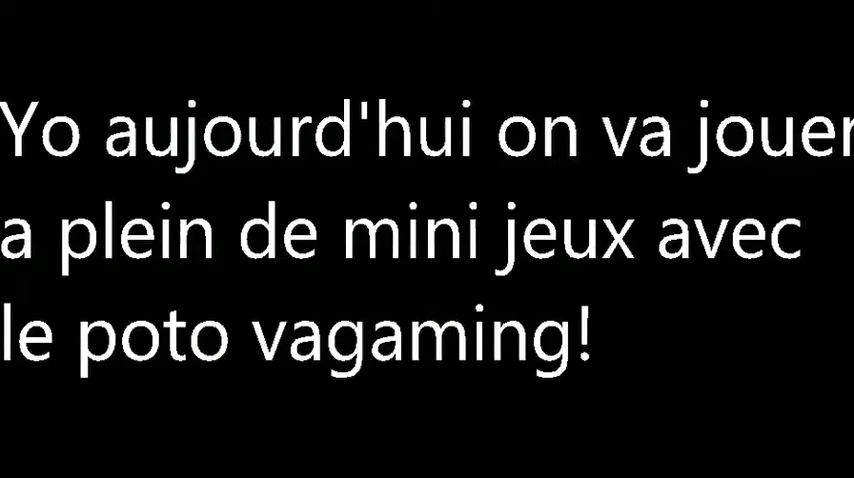 Yo aujourd'hui on va jouer
a plein de mini jeux avec
le poto vagaming!